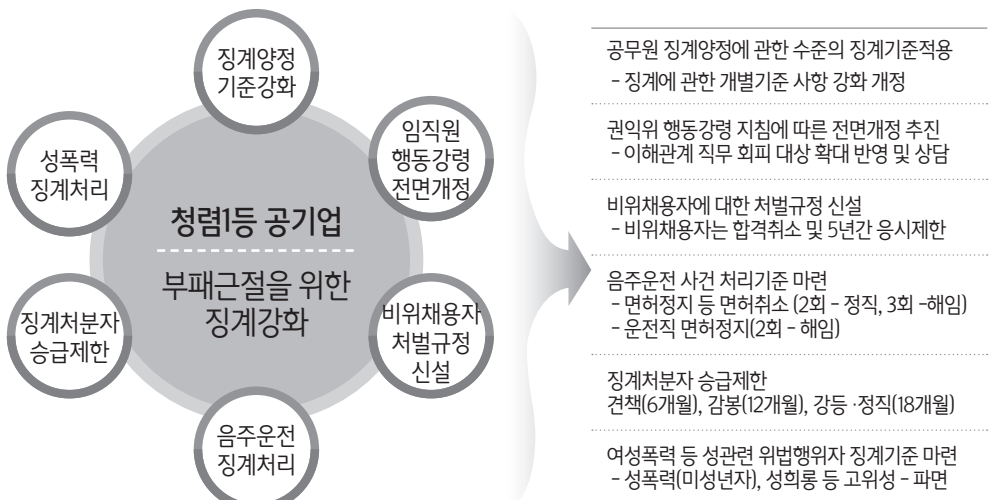 징계양정
기준강화
임직원
행동강령
전면개정
비위채용자
처벌규정
신설
음주운전
징계처리
징계처분자
승급제한
성폭력
징계처리
청렴1등 공기업
부패근절을 위한
징계강화
공무원 징계양정에 관한 수준의 징계기준적용
- 징계에 관한 개별기준 사항 강화 개정
권익위 행동강령 지침에 따른 전면개정 추진
- 이해관계 직무 회피 대상 확대 반영 및 상담
비위채용자에 대한 처벌규정 신설
- 비위채용자는 합격취소 및 5년간 응시제한
음주운전 사건 처리기준 마련
- 면허정지 등 면허취소 (2회 - 정직, 3회 -해임)
- 운전직 면허정지(2회 - 해임)
징계처분자 승급제한
견책(6개월), 감봉(12개월), 강등 ·정직(18개월)
여성폭력 등 성관련 위법행위자 징계기준 마련
- 성폭력(미성년자), 성희롱 등 고위성 - 파면